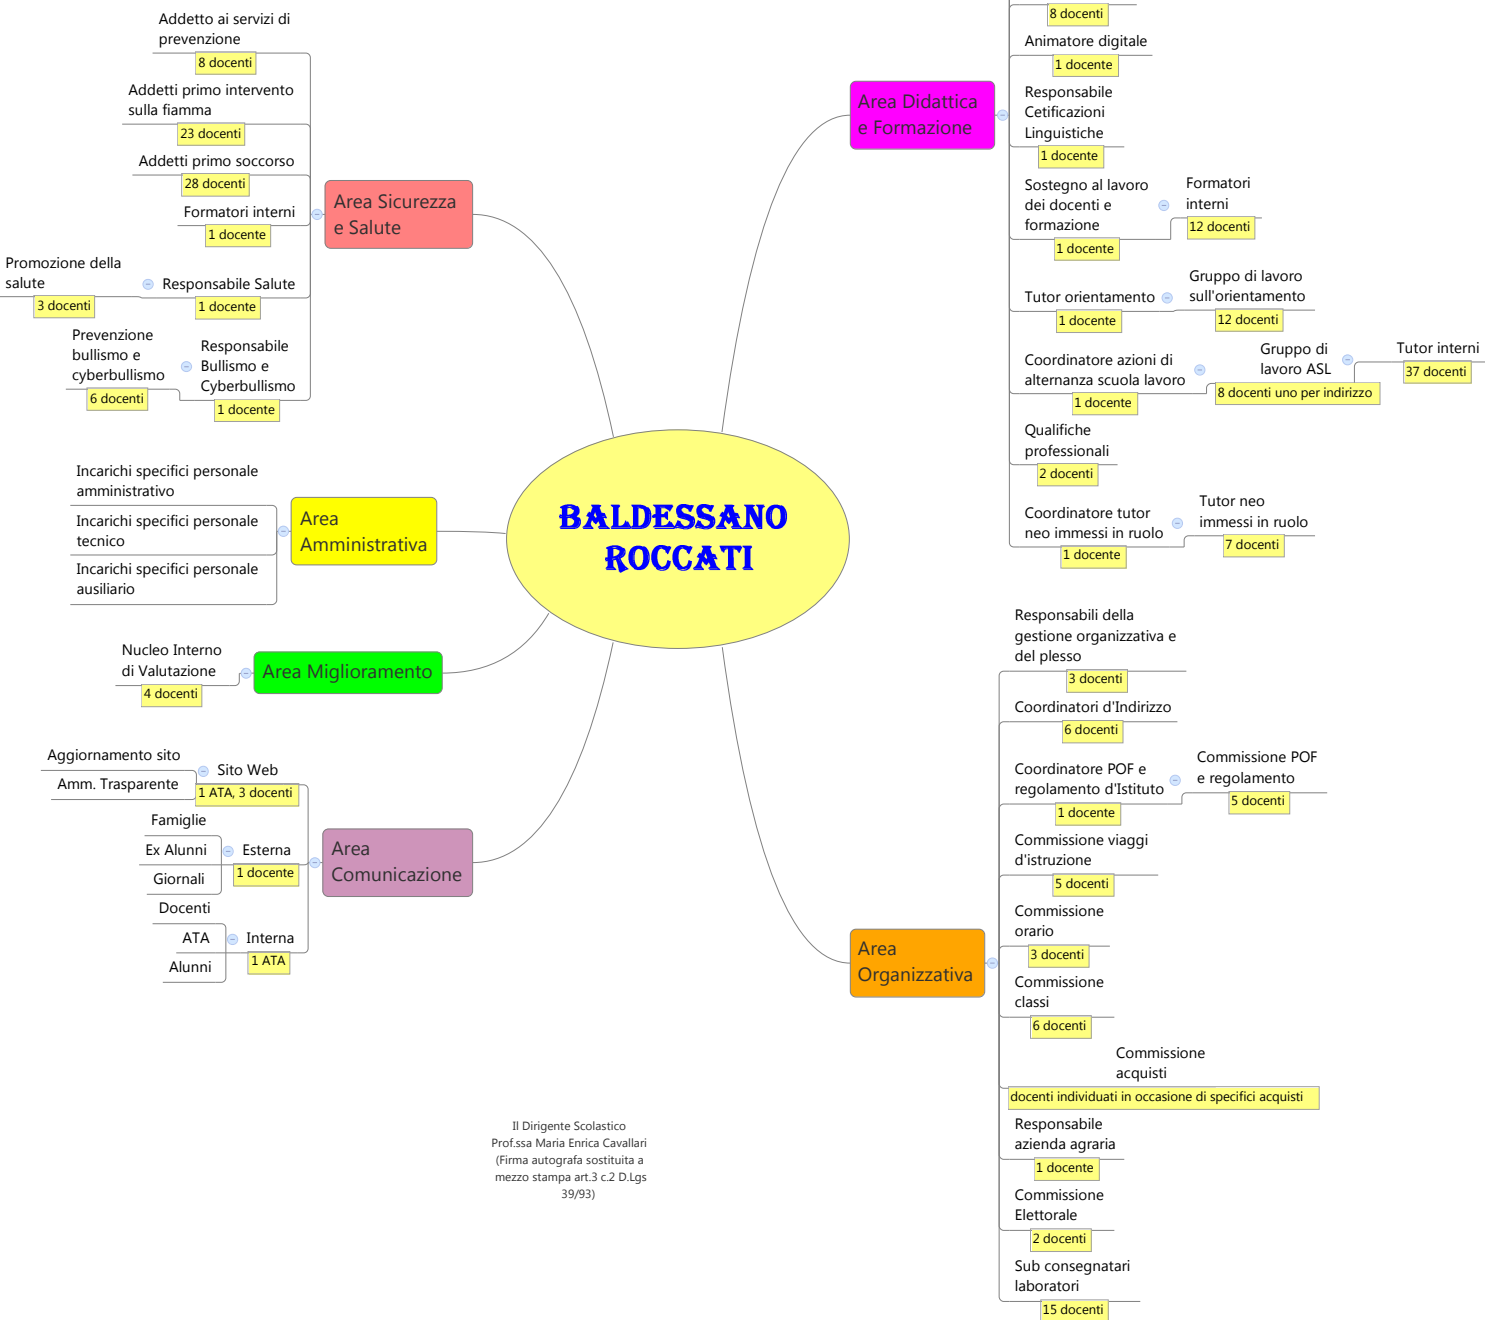 Addetto ai servizi di
prevenzione
8 docenti
Addetti primo intervento
sulla fiamma
23 docenti
Addetti primo soccorso
28 docenti
Formatori interni
1 docente
Promozione della
salute
3 docenti
Responsabile Salute
1 docente
Prevenzione
bullismo e
cyberbullismo
6 docenti
Responsabile
Bullismo e
Cyberbullismo
1 docente
Area Sicurezza
e Salute
Incarichi specifici personale
amministrativo
Incarichi specifici personale
tecnico
Incarichi specifici personale
ausiliario
Area
Amministrativa
Nucleo Interno
di Valutazione
4 docenti
Area Miglioramento
Aggiornamento sito
Amm. Trasparente
Sito Web
1 ATA, 3 docenti
Famiglie
Ex Alunni
Giornali
Esterna
1 docente
Docenti
ATA
Alunni
Interna
1 ATA
Area
Comunicazione
BALDESSANO
ROCCATI
Area Didattica
e Formazione
8 docenti
Animatore digitale
1 docente
Responsabile
Cetificazioni
Linguistiche
1 docente
Sostegno al lavoro
dei docenti e
formazione
1 docente
Formatori
interni
12 docenti
Tutor orientamento
1 docente
Gruppo di lavoro
sull'orientamento
12 docenti
Coordinatore azioni di
alternanza scuola lavoro
1 docente
Gruppo di
lavoro ASL
8 docenti uno per indirizzo
Tutor interni
37 docenti
Qualifiche
professionali
2 docenti
Coordinatore tutor
neo immessi in ruolo
1 docente
Tutor neo
immessi in ruolo
7 docenti
Area
Organizzativa
Responsabili della
gestione organizzativa e
del plesso
3 docenti
Coordinatori d'Indirizzo
6 docenti
Coordinatore POF e
regolamento d'Istituto
1 docente
Commissione POF
e regolamento
5 docenti
Commissione viaggi
d'istruzione
5 docenti
Commissione
orario
3 docenti
Commissione
classi
6 docenti
Commissione
acquisti
docenti individuati in occasione di specifici acquisti
Responsabile
azienda agraria
1 docente
Commissione
Elettorale
2 docenti
Sub consegnatari
laboratori
15 docenti
Il Dirigente Scolastico
Prof.ssa Maria Enrica Cavallari
(Firma autografa sostituita a
mezzo stampa art.3 c.2 D.Lgs
39/93)